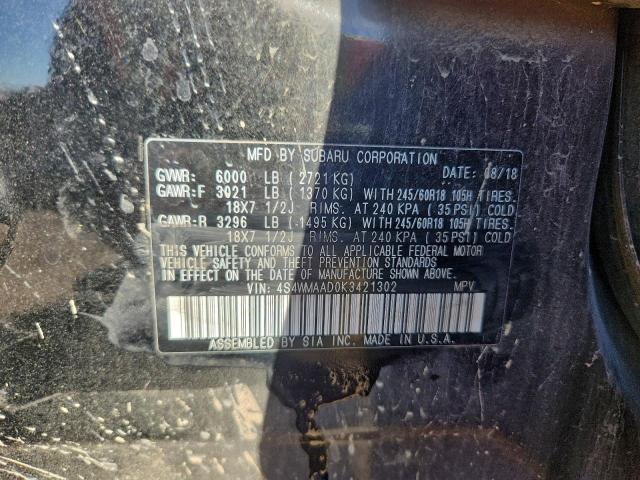 MFD BY SUBARU CORPORATION DATE: 08/18
GVWR: 6000 LB (2721 KG)
GAWR:F 3021 LB (1370 KG) WITH 245/60R18 105H TIRES.
18X7 1/2J RIMS. AT 240 KPA (35 PSI) COLD
GAWR-R 3296 LB (1495 KG) WITH 245/60R18 105H TIRES.
18X7 1/2J RIMS. AT 240 KPA (35 PSI) COLD
THIS VEHICLE CONFORMS TO ALL APPLICABLE FEDERAL MOTOR
VEHICLE SAFETY, BUMPER, AND THEFT PREVENTION STANDARDS
IN EFFECT ON THE DATE OF MANUFACTURE SHOWN ABOVE.
VIN: 4S4WMAAD0K3421302 MPV
ASSEMBLED BY SIA INC. MADE IN U.S.A.